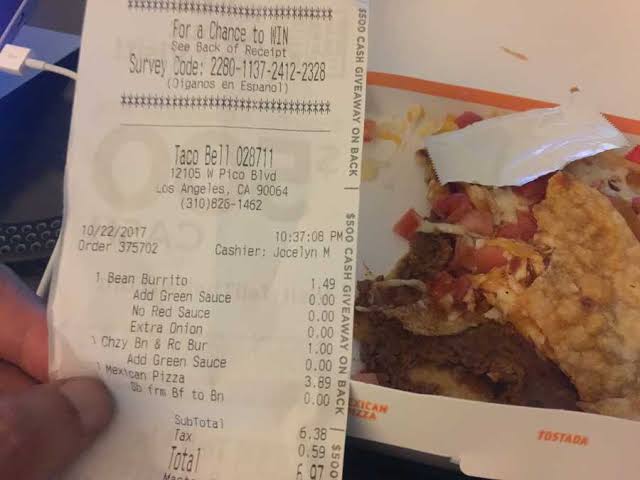 ************************
For a Chance to WIN
See Back of Receipt
Survey Code: 2280-1137-2412-2328
(Oiganos en Espanol)
************************
Taco Bell 028711
12105 W Pico Blvd
Los Angeles, CA 90064
(310)826-1462
10/22/2017 10:37:08 PM
Order 375702 Cashier: Jocelyn M
1 Bean Burrito 1.49
Add Green Sauce 0.00
No Red Sauce 0.00
Extra Onion 0.00
1 Chzy Bn & Rc Bur 1.00
Add Green Sauce 0.00
1 Mexican Pizza 3.89
Sb frm Bf to Bn 0.00
SubTotal 6.38
Tax 0.59
Total 6.97
$500 CASH GIVEAWAY ON BACK
$500 CASH GIVEAWAY ON BACK
$500
MEXICAN
PIZZA
TOSTADA